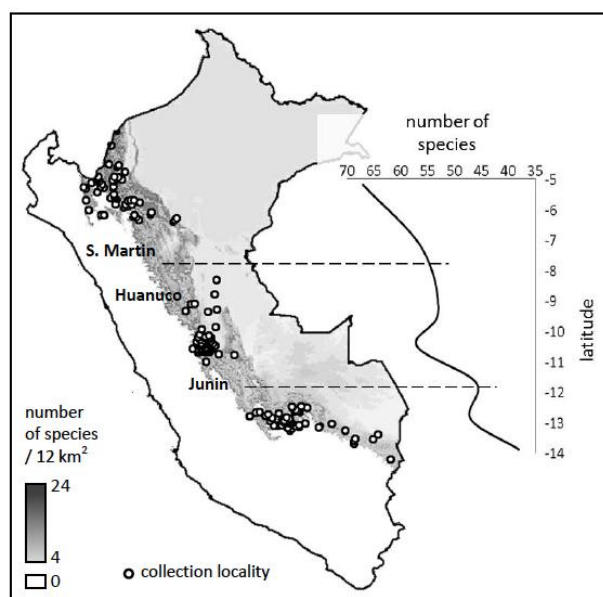 number of
species
70 65 60 55 50 45 40 35
-5
-6
-7
-8
-9
-10
-11
-12
-13
-14
latitude
S. Martin
Huanuco
Junin
number
of species
/ 12 km²
24
4
0
collection locality